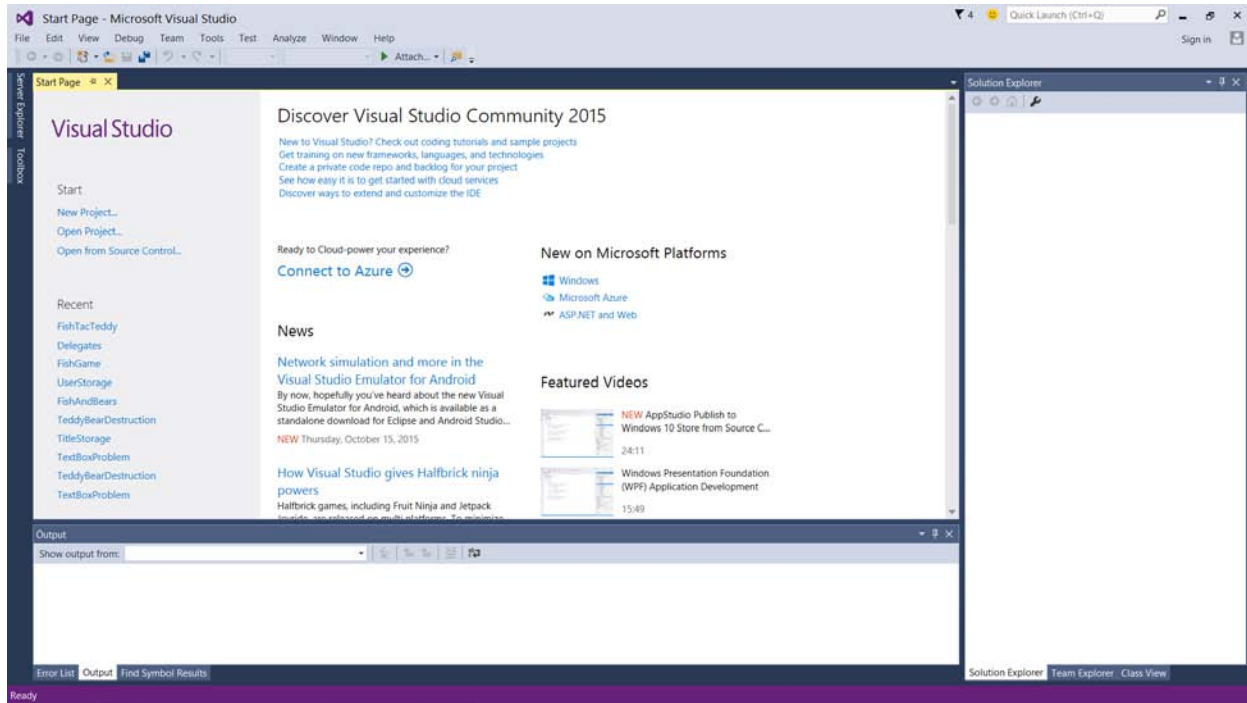 Start Page - Microsoft Visual Studio
4
Quick Launch (Ctrl+Q)
File Edit View Debug Team Tools Test Analyze Window Help
Sign in
Attach...
Server Explorer
Toolbox
Start Page
Visual Studio
Start
New Project...
Open Project...
Open from Source Control...
Recent
FishTacTeddy
Delegates
FishGame
UserStorage
FishAndBears
TeddyBearDestruction
TitleStorage
TextBoxProblem
TeddyBearDestruction
TextBoxProblem
Discover Visual Studio Community 2015
New to Visual Studio? Check out coding tutorials and sample projects
Get training on new frameworks, languages, and technologies
Create a private code repo and backlog for your project
See how easy it is to get started with cloud services
Discover ways to extend and customize the IDE
Ready to Cloud-power your experience?
Connect to Azure
News
Network simulation and more in the
Visual Studio Emulator for Android
By now, hopefully you've heard about the new Visual
Studio Emulator for Android, which is available as a
standalone download for Eclipse and Android Studio...
NEW Thursday, October 15, 2015
How Visual Studio gives Halfbrick ninja
powers
Halfbrick games, including Fruit Ninja and Jetpack
Joyride, are released on multi platforms. To minimize
New on Microsoft Platforms
Windows
Microsoft Azure
ASP.NET and Web
Featured Videos
NEW AppStudio Publish to
Windows 10 Store from Source C...
24:11
Windows Presentation Foundation
(WPF) Application Development
15:49
Solution Explorer
Output
Show output from:
Error List Output Find Symbol Results
Solution Explorer Team Explorer Class View
Ready